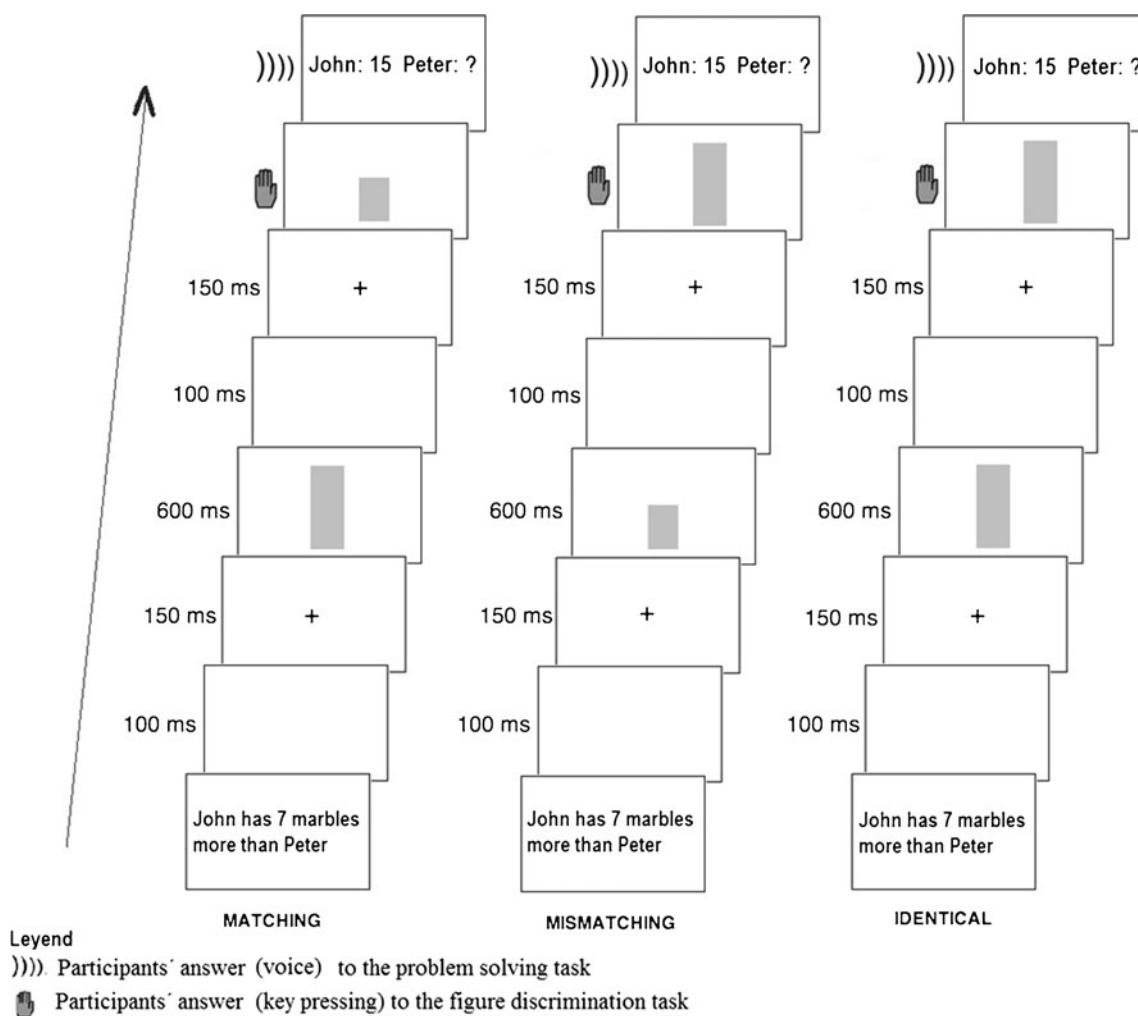 )))) John: 15 Peter: ? )))) John: 15 Peter: ? )))) John: 15 Peter: ?
150 ms + 150 ms + 150 ms +
100 ms 100 ms 100 ms
600 ms 600 ms 600 ms
150 ms + 150 ms + 150 ms +
100 ms 100 ms 100 ms
John has 7 marbles John has 7 marbles John has 7 marbles
more than Peter more than Peter more than Peter
MATCHING MISMATCHING IDENTICAL
Leyend
)))). Participants´ answer (voice) to the problem solving task
Participants´ answer (key pressing) to the figure discrimination task